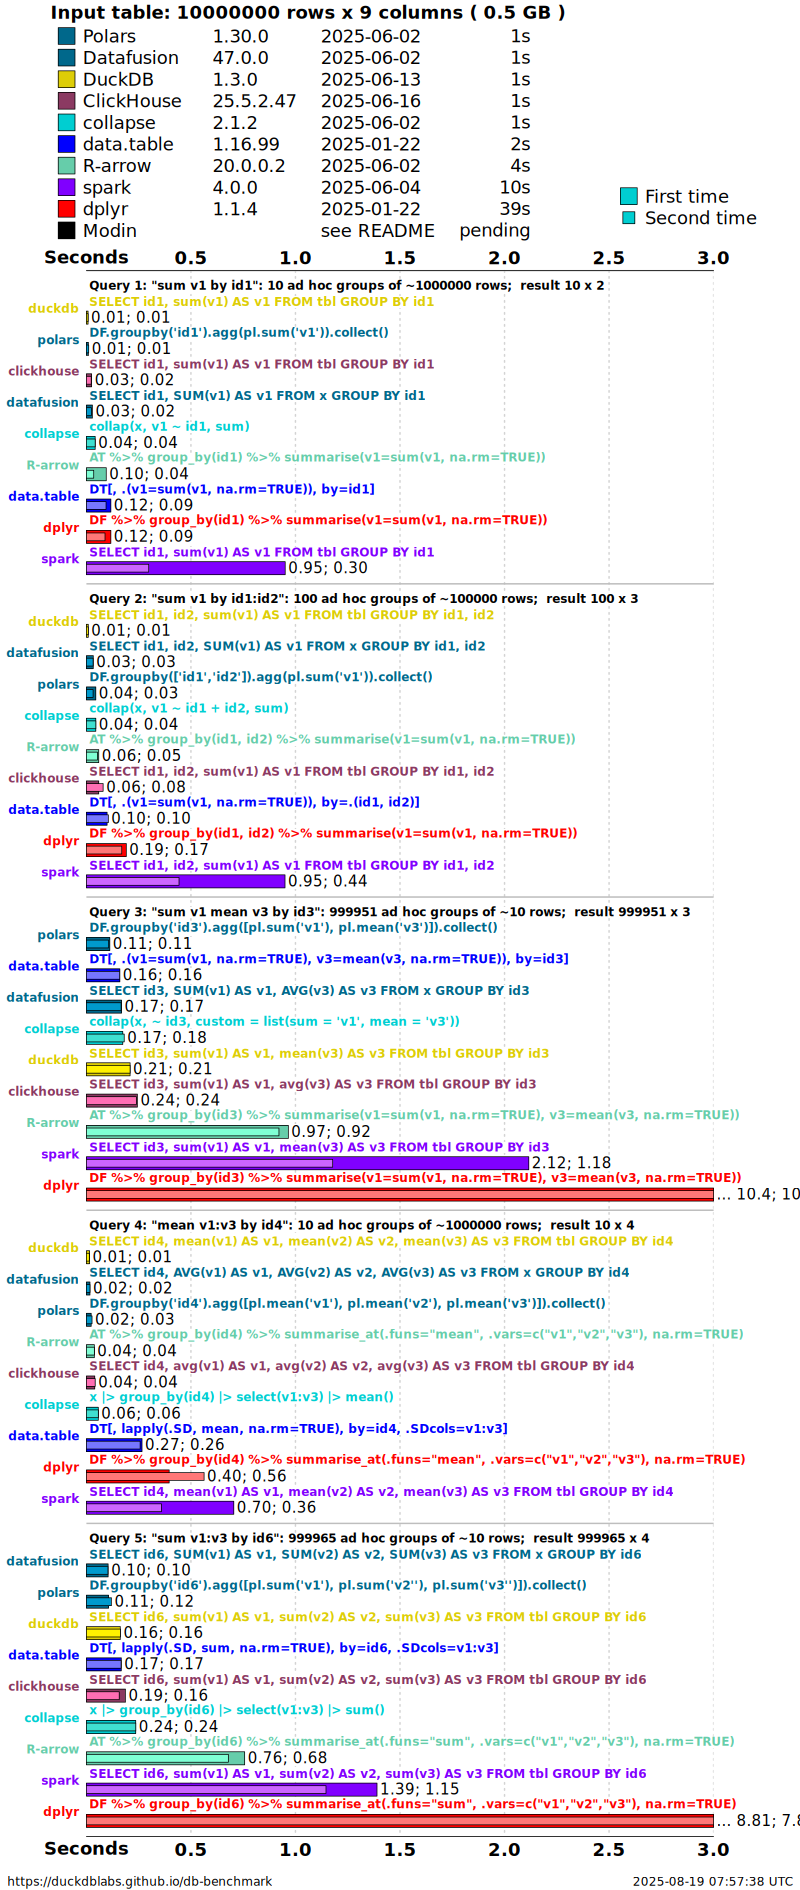 Input table: 10000000 rows x 9 columns ( 0.5 GB )
Polars 1.30.0 2025-06-02 1s
Datafusion 47.0.0 2025-06-02 1s
DuckDB 1.3.0 2025-06-13 1s
ClickHouse 25.5.2.47 2025-06-16 1s
collapse 2.1.2 2025-06-02 1s
data.table 1.16.99 2025-01-22 2s
R-arrow 20.0.0.2 2025-06-02 4s
spark 4.0.0 2025-06-04 10s
dplyr 1.1.4 2025-01-22 39s
Modin see README pending
First time
Second time
Seconds 0.5 1.0 1.5 2.0 2.5 3.0
Query 1: "sum v1 by id1": 10 ad hoc groups of ~1000000 rows; result 10 x 2
duckdb SELECT id1, sum(v1) AS v1 FROM tbl GROUP BY id1
0.01; 0.01
polars DF.groupby('id1').agg(pl.sum('v1')).collect()
0.01; 0.01
clickhouse SELECT id1, sum(v1) AS v1 FROM tbl GROUP BY id1
0.03; 0.02
datafusion SELECT id1, SUM(v1) AS v1 FROM x GROUP BY id1
0.03; 0.02
collapse collap(x, v1 ~ id1, sum)
0.04; 0.04
R-arrow AT %>% group_by(id1) %>% summarise(v1=sum(v1, na.rm=TRUE))
0.10; 0.04
data.table DT[, .(v1=sum(v1, na.rm=TRUE)), by=id1]
0.12; 0.09
dplyr DF %>% group_by(id1) %>% summarise(v1=sum(v1, na.rm=TRUE))
0.12; 0.09
spark SELECT id1, sum(v1) AS v1 FROM tbl GROUP BY id1
0.95; 0.30
Query 2: "sum v1 by id1:id2": 100 ad hoc groups of ~100000 rows; result 100 x 3
duckdb SELECT id1, id2, sum(v1) AS v1 FROM tbl GROUP BY id1, id2
0.01; 0.01
datafusion SELECT id1, id2, SUM(v1) AS v1 FROM x GROUP BY id1, id2
0.03; 0.03
polars DF.groupby(['id1','id2']).agg(pl.sum('v1')).collect()
0.04; 0.03
collapse collap(x, v1 ~ id1 + id2, sum)
0.04; 0.04
R-arrow AT %>% group_by(id1, id2) %>% summarise(v1=sum(v1, na.rm=TRUE))
0.06; 0.05
clickhouse SELECT id1, id2, sum(v1) AS v1 FROM tbl GROUP BY id1, id2
0.06; 0.08
data.table DT[, .(v1=sum(v1, na.rm=TRUE)), by=.(id1, id2)]
0.10; 0.10
dplyr DF %>% group_by(id1, id2) %>% summarise(v1=sum(v1, na.rm=TRUE))
0.19; 0.17
spark SELECT id1, id2, sum(v1) AS v1 FROM tbl GROUP BY id1, id2
0.95; 0.44
Query 3: "sum v1 mean v3 by id3": 999951 ad hoc groups of ~10 rows; result 999951 x 3
polars DF.groupby('id3').agg([pl.sum('v1'), pl.mean('v3')]).collect()
0.11; 0.11
data.table DT[, .(v1=sum(v1, na.rm=TRUE), v3=mean(v3, na.rm=TRUE)), by=id3]
0.16; 0.16
datafusion SELECT id3, SUM(v1) AS v1, AVG(v3) AS v3 FROM x GROUP BY id3
0.17; 0.17
collapse collap(x, ~ id3, custom = list(sum = 'v1', mean = 'v3'))
0.17; 0.18
duckdb SELECT id3, sum(v1) AS v1, mean(v3) AS v3 FROM tbl GROUP BY id3
0.21; 0.21
clickhouse SELECT id3, sum(v1) AS v1, avg(v3) AS v3 FROM tbl GROUP BY id3
0.24; 0.24
R-arrow AT %>% group_by(id3) %>% summarise(v1=sum(v1, na.rm=TRUE), v3=mean(v3, na.rm=TRUE))
0.97; 0.92
spark SELECT id3, sum(v1) AS v1, mean(v3) AS v3 FROM tbl GROUP BY id3
2.12; 1.18
dplyr DF %>% group_by(id3) %>% summarise(v1=sum(v1, na.rm=TRUE), v3=mean(v3, na.rm=TRUE))
... 10.4; 10
Query 4: "mean v1:v3 by id4": 10 ad hoc groups of ~1000000 rows; result 10 x 4
duckdb SELECT id4, mean(v1) AS v1, mean(v2) AS v2, mean(v3) AS v3 FROM tbl GROUP BY id4
0.01; 0.01
datafusion SELECT id4, AVG(v1) AS v1, AVG(v2) AS v2, AVG(v3) AS v3 FROM x GROUP BY id4
0.02; 0.02
polars DF.groupby('id4').agg([pl.mean('v1'), pl.mean('v2'), pl.mean('v3')]).collect()
0.02; 0.03
R-arrow AT %>% group_by(id4) %>% summarise_at(.funs="mean", .vars=c("v1","v2","v3"), na.rm=TRUE)
0.04; 0.04
clickhouse SELECT id4, avg(v1) AS v1, avg(v2) AS v2, avg(v3) AS v3 FROM tbl GROUP BY id4
0.04; 0.04
collapse x |> group_by(id4) |> select(v1:v3) |> mean()
0.06; 0.06
data.table DT[, lapply(.SD, mean, na.rm=TRUE), by=id4, .SDcols=v1:v3]
0.27; 0.26
dplyr DF %>% group_by(id4) %>% summarise_at(.funs="mean", .vars=c("v1","v2","v3"), na.rm=TRUE)
0.40; 0.56
spark SELECT id4, mean(v1) AS v1, mean(v2) AS v2, mean(v3) AS v3 FROM tbl GROUP BY id4
0.70; 0.36
Query 5: "sum v1:v3 by id6": 999965 ad hoc groups of ~10 rows; result 999965 x 4
datafusion SELECT id6, SUM(v1) AS v1, SUM(v2) AS v2, SUM(v3) AS v3 FROM x GROUP BY id6
0.10; 0.10
polars DF.groupby('id6').agg([pl.sum('v1'), pl.sum('v2''), pl.sum('v3'')]).collect()
0.11; 0.12
duckdb SELECT id6, sum(v1) AS v1, sum(v2) AS v2, sum(v3) AS v3 FROM tbl GROUP BY id6
0.16; 0.16
data.table DT[, lapply(.SD, sum, na.rm=TRUE), by=id6, .SDcols=v1:v3]
0.17; 0.17
clickhouse SELECT id6, sum(v1) AS v1, sum(v2) AS v2, sum(v3) AS v3 FROM tbl GROUP BY id6
0.19; 0.16
collapse x |> group_by(id6) |> select(v1:v3) |> sum()
0.24; 0.24
R-arrow AT %>% group_by(id6) %>% summarise_at(.funs="sum", .vars=c("v1","v2","v3"), na.rm=TRUE)
0.76; 0.68
spark SELECT id6, sum(v1) AS v1, sum(v2) AS v2, sum(v3) AS v3 FROM tbl GROUP BY id6
1.39; 1.15
dplyr DF %>% group_by(id6) %>% summarise_at(.funs="sum", .vars=c("v1","v2","v3"), na.rm=TRUE)
... 8.81; 7.8
Seconds 0.5 1.0 1.5 2.0 2.5 3.0
https://duckdblabs.github.io/db-benchmark 2025-08-19 07:57:38 UTC